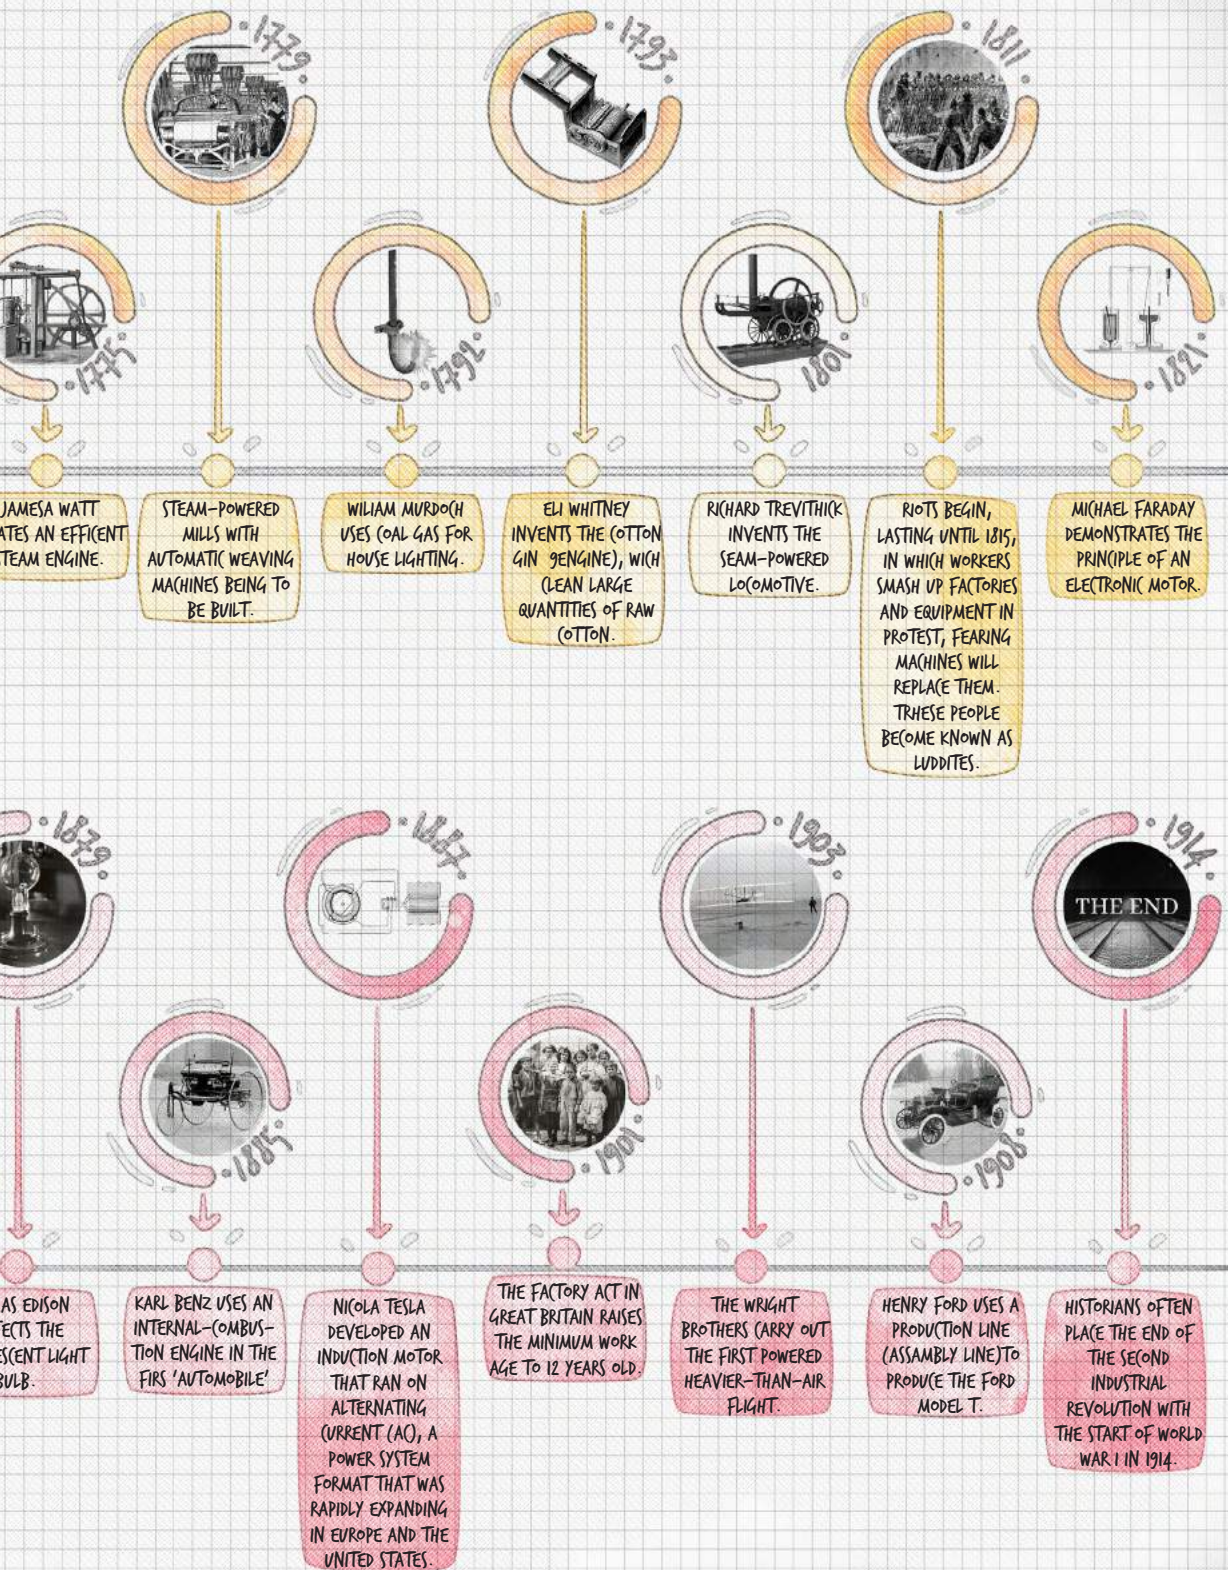 1779
1793
1811
1775
1792
1801
1821
JAMESA WATT
ATES AN EFFICENT
TEAM ENGINE.
STEAM-POWERED
MILLS WITH
AUTOMATIC WEAVING
MACHINES BEING TO
BE BUILT.
WILIAM MURDOCH
USES COAL GAS FOR
HOUSE LIGHTING.
ELI WHITNEY
INVENTS THE COTTON
GIN 9ENGINE), WICH
CLEAN LARGE
QUANTITIES OF RAW
COTTON.
RICHARD TREVITHICK
INVENTS THE
SEAM-POWERED
LOCOMOTIVE.
RIOTS BEGIN,
LASTING UNTIL 1815,
IN WHICH WORKERS
SMASH UP FACTORIES
AND EQUIPMENT IN
PROTEST, FEARING
MACHINES WILL
REPLACE THEM.
TRHESE PEOPLE
BECOME KNOWN AS
LUDDITES.
MICHAEL FARADAY
DEMONSTRATES THE
PRINCIPLE OF AN
ELECTRONIC MOTOR.
1879
1887
1903
1914
THE END
1885
1901
1908
AS EDISON
ECTS THE
ESCENT LIGHT
BULB.
KARL BENZ USES AN
INTERNAL-COMBUS-
TION ENGINE IN THE
FIRS 'AUTOMOBILE'
NICOLA TESLA
DEVELOPED AN
INDUCTION MOTOR
THAT RAN ON
ALTERNATING
CURRENT (AC), A
POWER SYSTEM
FORMAT THAT WAS
RAPIDLY EXPANDING
IN EUROPE AND THE
UNITED STATES.
THE FACTORY ACT IN
GREAT BRITAIN RAISES
THE MINIMUM WORK
AGE TO 12 YEARS OLD.
THE WRIGHT
BROTHERS CARRY OUT
THE FIRST POWERED
HEAVIER-THAN-AIR
FLIGHT.
HENRY FORD USES A
PRODUCTION LINE
(ASSAMBLY LINE)TO
PRODUCE THE FORD
MODEL T.
HISTORIANS OFTEN
PLACE THE END OF
THE SECOND
INDUSTRIAL
REVOLUTION WITH
THE START OF WORLD
WAR I IN 1914.